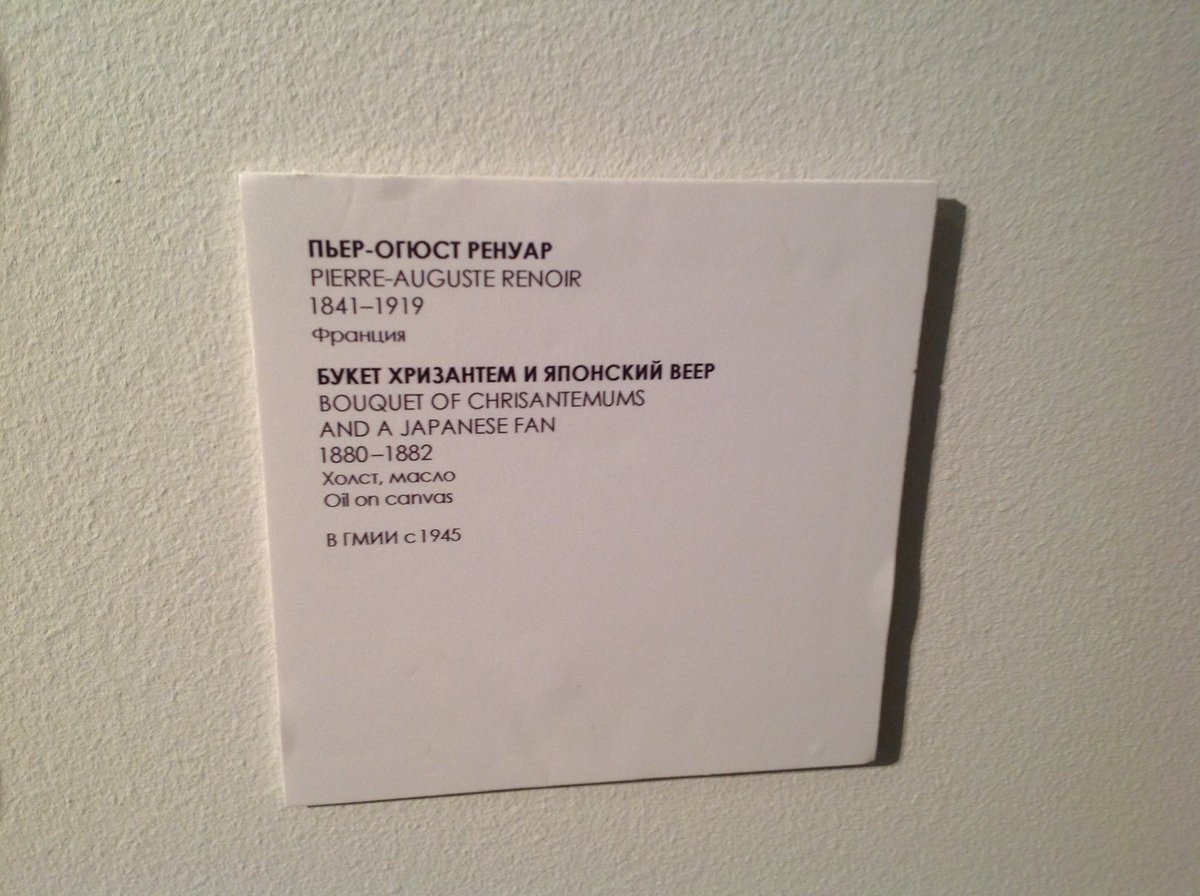 ПЬЕР-ОГЮСТ РЕНУАР
PIERRE-AUGUSTE RENOIR
1841–1919
Франция
БУКЕТ ХРИЗАНТЕМ И ЯПОНСКИЙ ВЕЕР
BOUQUET OF CHRISANTEMUMS
AND A JAPANESE FAN
1880–1882
Холст, масло
Oil on canvas
В ГМИИ с 1945